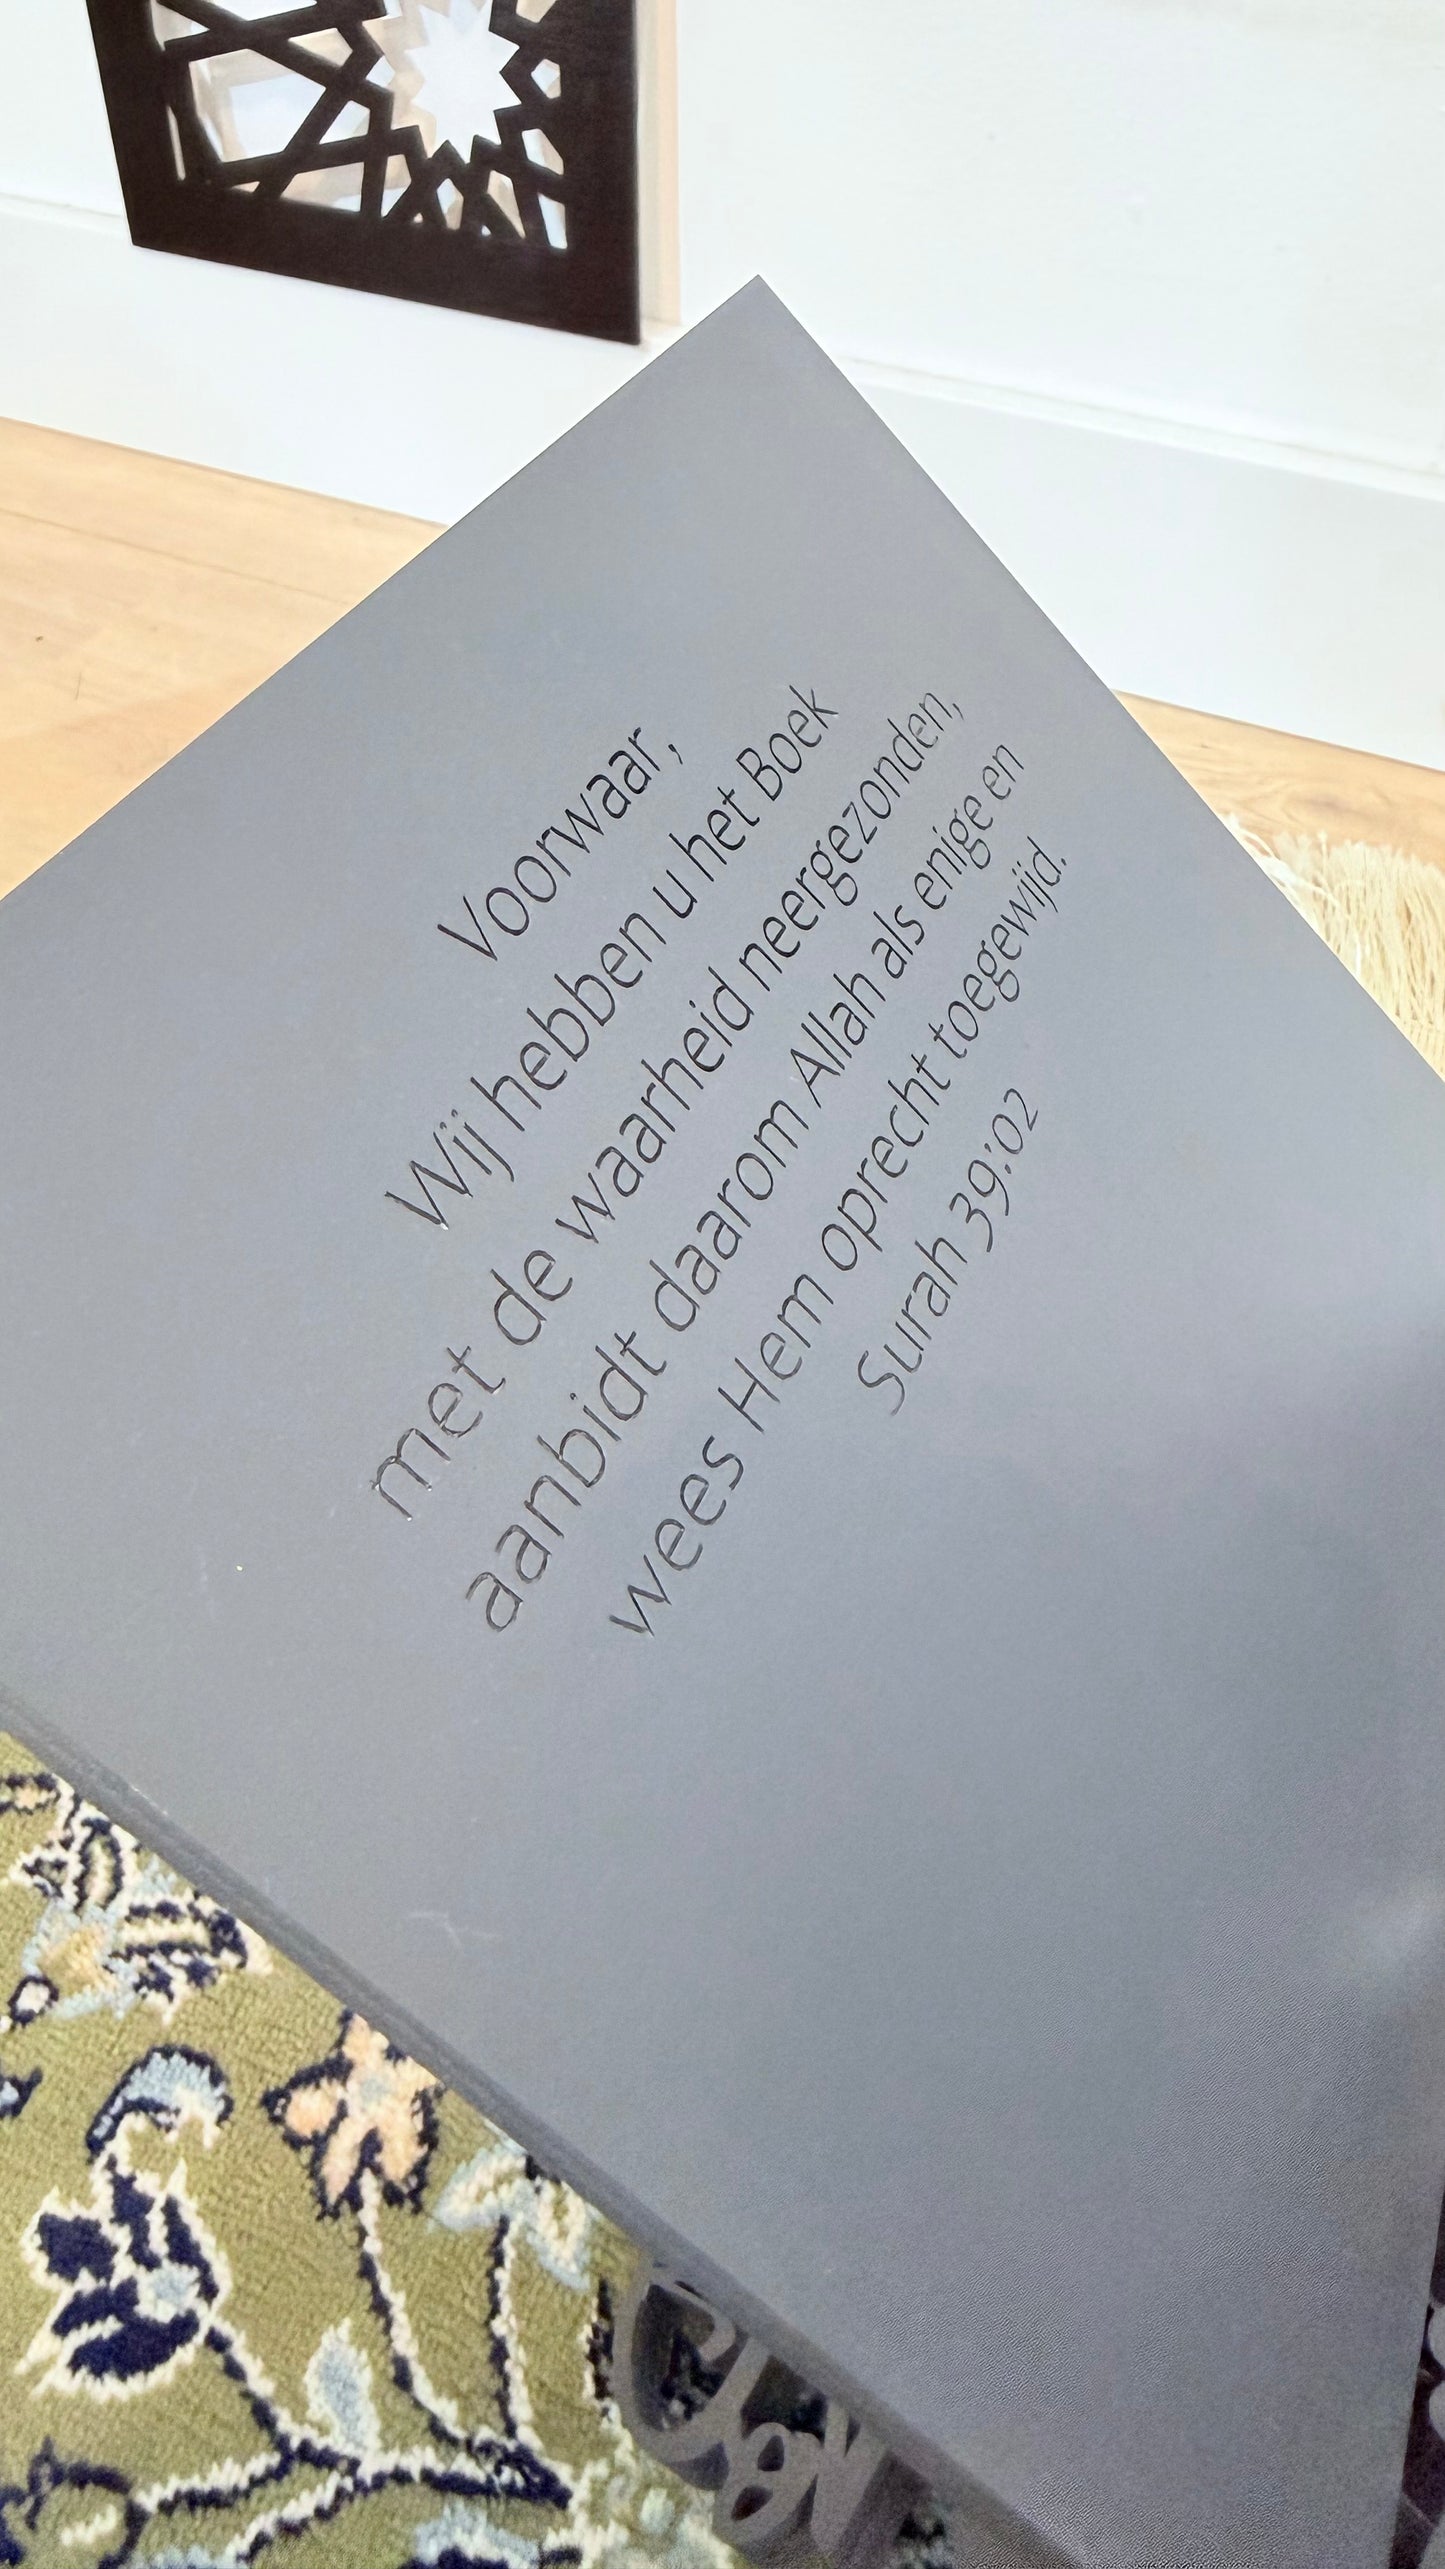 Voorwaar,
Wij hebben u het Boek
met de waarheid neergezonden,
aanbidt daarom Allah als enige en
wees Hem oprecht toegewijd.
Surah 39:02